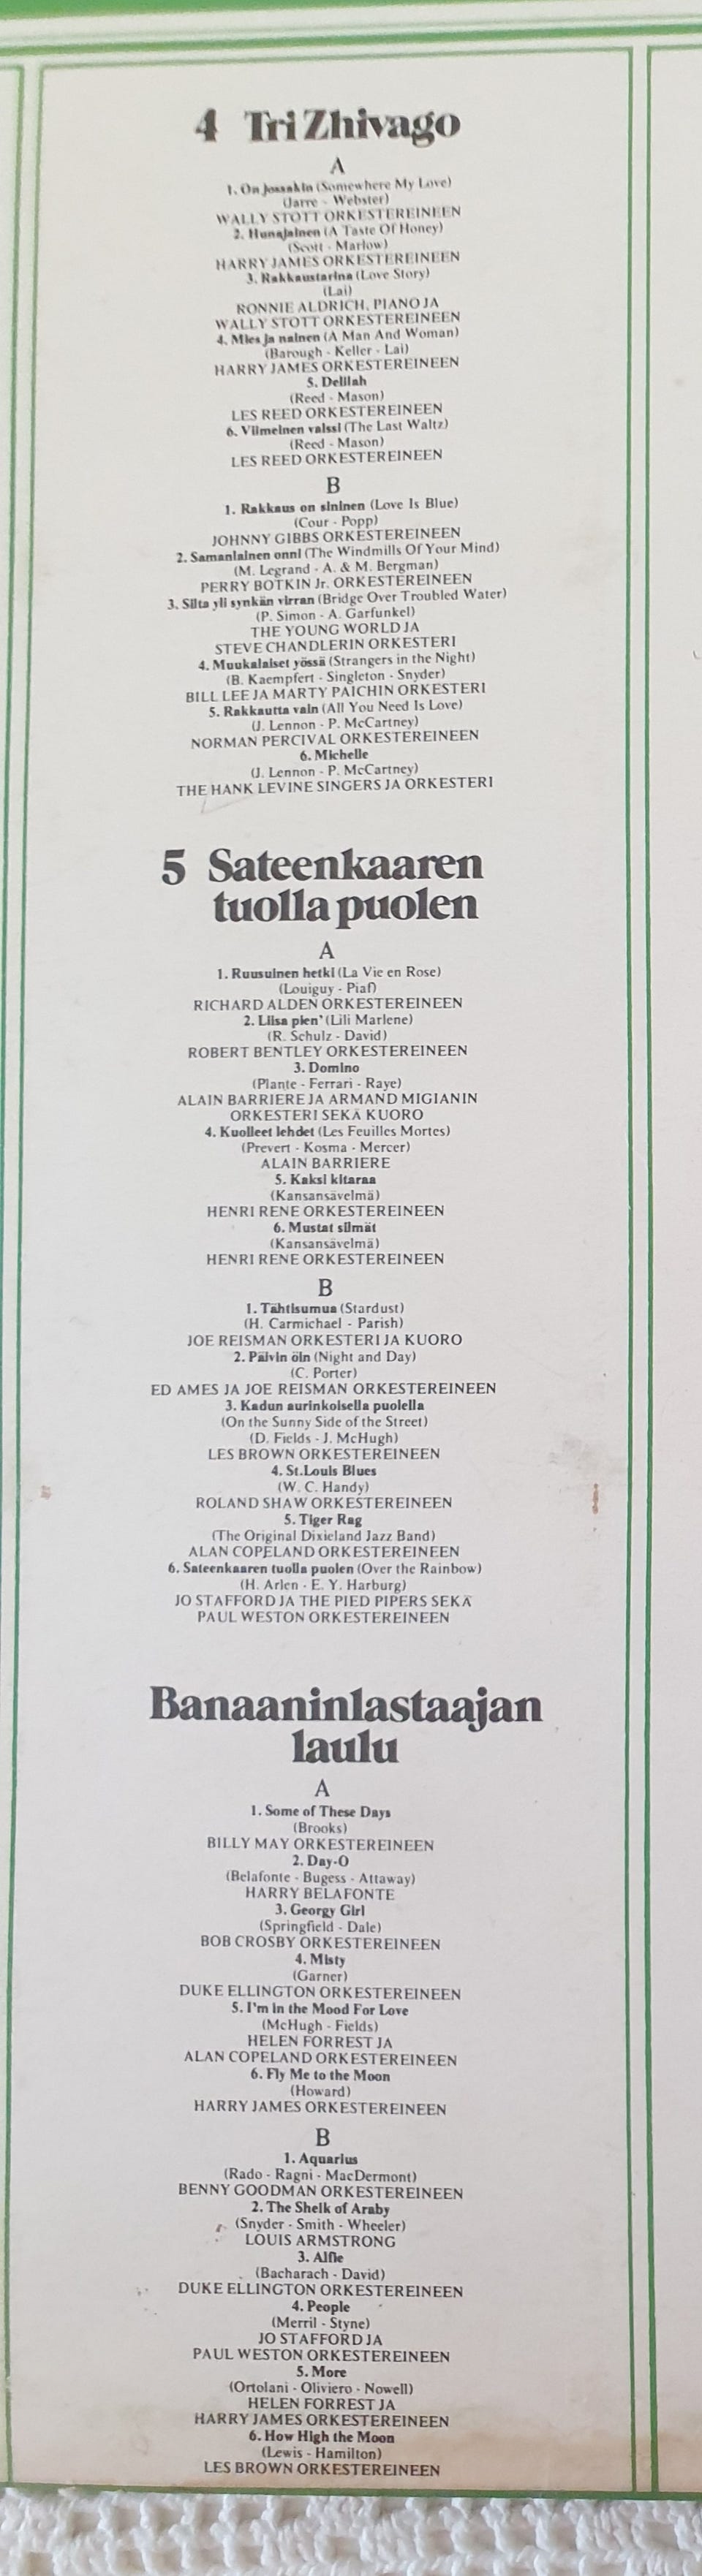 4 Tri Zhivago
A
1. On jossakin (Somewhere My Love)
(Jarre - Webster)
WALLY STOTT ORKESTEREINEEN
2. Hunajainen (A Taste Of Honey)
(Scott - Marlow)
HARRY JAMES ORKESTEREINEEN
3. Rakkaustarina (Love Story)
(Lai)
RONNIE ALDRICH, PIANO JA
WALLY STOTT ORKESTEREINEEN
4. Mies ja nainen (A Man And Woman)
(Barough - Keller - Lai)
HARRY JAMES ORKESTEREINEEN
5. Delilah
(Reed - Mason)
LES REED ORKESTEREINEEN
6. Viimeinen valssi (The Last Waltz)
(Reed - Mason)
LES REED ORKESTEREINEEN
B
1. Rakkaus on sininen (Love Is Blue)
(Cour - Popp)
JOHNNY GIBBS ORKESTEREINEEN
2. Samanlainen onni (The Windmills Of Your Mind)
(M. Legrand - A. & M. Bergman)
PERRY BOTKIN Jr. ORKESTEREINEEN
3. Silta yli synkän virran (Bridge Over Troubled Water)
(P. Simon - A. Garfunkel)
THE YOUNG WORLD JA
STEVE CHANDLERIN ORKESTERI
4. Muukalaiset yössä (Strangers in the Night)
(B. Kaempfert - Singleton - Snyder)
BILL LEE JA MARTY PAICHIN ORKESTERI
5. Rakkautta vain (All You Need Is Love)
(J. Lennon - P. McCartney)
NORMAN PERCIVAL ORKESTEREINEEN
6. Michelle
(J. Lennon - P. McCartney)
THE HANK LEVINE SINGERS JA ORKESTERI
5 Sateenkaaren
tuolla puolen
A
1. Ruusuinen hetki (La Vie en Rose)
(Louiguy - Piaf)
RICHARD ALDEN ORKESTEREINEEN
2. Liisa pien' (Lili Marlene)
(R. Schulz - David)
ROBERT BENTLEY ORKESTEREINEEN
3. Domino
(Plante - Ferrari - Raye)
ALAIN BARRIERE JA ARMAND MIGIANIN
ORKESTERI SEKÄ KUORO
4. Kuolleet lehdet (Les Feuilles Mortes)
(Prevert - Kosma - Mercer)
ALAIN BARRIERE
5. Kaksi kitaraa
(Kansansävelmä)
HENRI RENE ORKESTEREINEEN
6. Mustat silmät
(Kansansävelmä)
HENRI RENE ORKESTEREINEEN
B
1. Tähtisumua (Stardust)
(H. Carmichael - Parish)
JOE REISMAN ORKESTERI JA KUORO
2. Päivin öin (Night and Day)
(C. Porter)
ED AMES JA JOE REISMAN ORKESTEREINEEN
3. Kadun aurinkoisella puolella
(On the Sunny Side of the Street)
(D. Fields - J. McHugh)
LES BROWN ORKESTEREINEEN
4. St.Louis Blues
(W. C. Handy)
ROLAND SHAW ORKESTEREINEEN
5. Tiger Rag
(The Original Dixieland Jazz Band)
ALAN COPELAND ORKESTEREINEEN
6. Sateenkaaren tuolla puolen (Over the Rainbow)
(H. Arlen - E. Y. Harburg)
JO STAFFORD JA THE PIED PIPERS SEKÄ
PAUL WESTON ORKESTEREINEEN
Banaaninlastaajan
laulu
A
1. Some of These Days
(Brooks)
BILLY MAY ORKESTEREINEEN
2. Day-O
(Belafonte - Bugess - Attaway)
HARRY BELAFONTE
3. Georgy Girl
(Springfield - Dale)
BOB CROSBY ORKESTEREINEEN
4. Misty
(Garner)
DUKE ELLINGTON ORKESTEREINEEN
5. I'm in the Mood For Love
(McHugh - Fields)
HELEN FORREST JA
ALAN COPELAND ORKESTEREINEEN
6. Fly Me to the Moon
(Howard)
HARRY JAMES ORKESTEREINEEN
B
1. Aquarius
(Rado - Ragni - MacDermont)
BENNY GOODMAN ORKESTEREINEEN
2. The Sheik of Araby
(Snyder - Smith - Wheeler)
LOUIS ARMSTRONG
3. Alfie
(Bacharach - David)
DUKE ELLINGTON ORKESTEREINEEN
4. People
(Merril - Styne)
JO STAFFORD JA
PAUL WESTON ORKESTEREINEEN
5. More
(Ortolani - Oliviero - Nowell)
HELEN FORREST JA
HARRY JAMES ORKESTEREINEEN
6. How High the Moon
(Lewis - Hamilton)
LES BROWN ORKESTEREINEEN